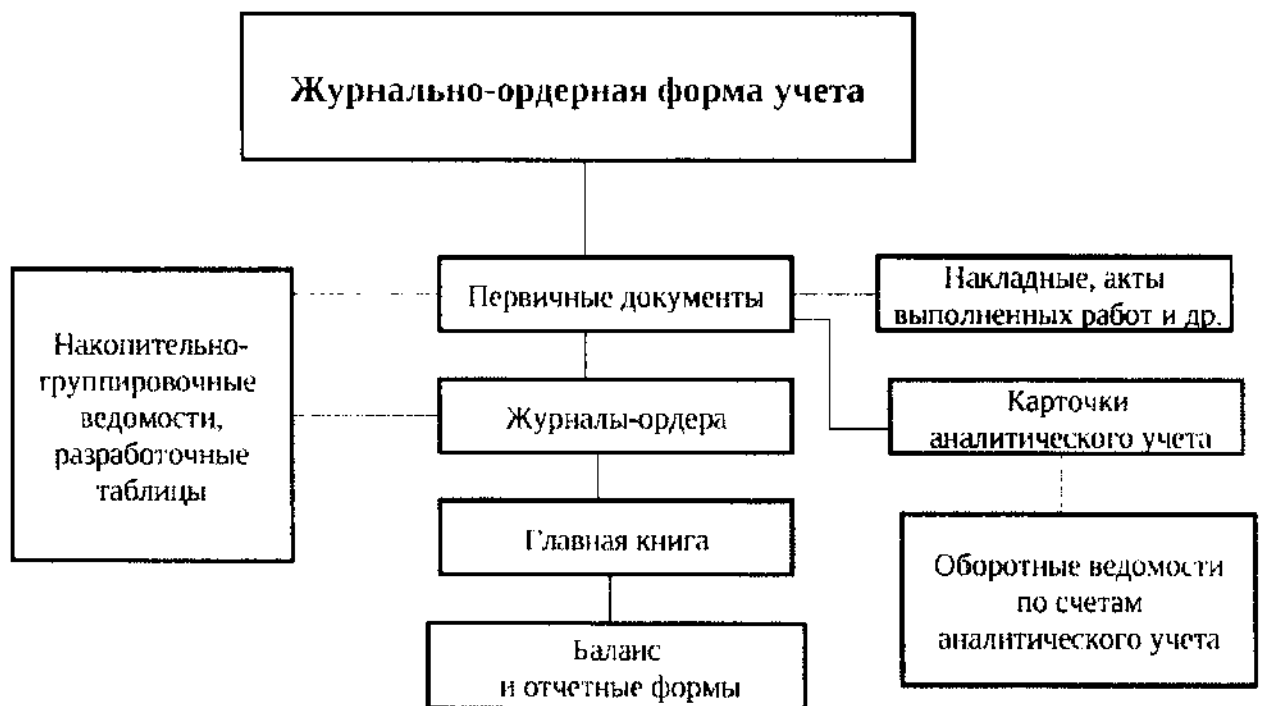 Журнально-ордерная форма учета
Первичные документы
Накладные, акты
выполненных работ и др.
Накопительно-
группировочные
ведомости,
разработочные
таблицы
Журналы-ордера
Карточки
аналитического учета
Главная книга
Оборотные ведомости
по счетам
аналитического учета
Баланс
и отчетные формы